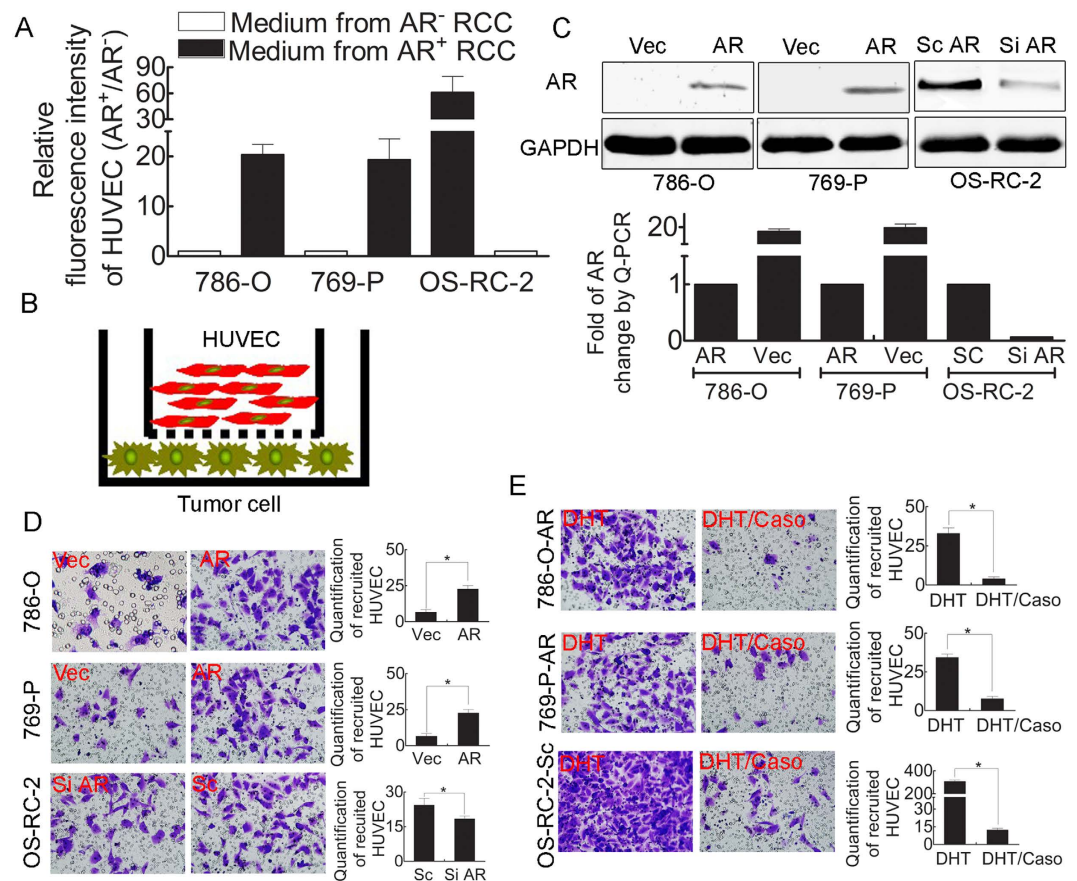 A
Medium from AR⁻ RCC
Medium from AR⁺ RCC
Relative
fluorescence intensity
of HUVEC (AR⁺/AR⁻)
90
60
30
20
10
0
786-O 769-P OS-RC-2
B
HUVEC
Tumor cell
C
Vec AR Vec AR Sc AR Si AR
AR
GAPDH
786-O 769-P OS-RC-2
Fold of AR
change by Q-PCR
20
1
0
AR Vec AR Vec SC Si AR
786-O 769-P OS-RC-2
D
786-O
Vec AR
Quantification
of recruited
HUVEC
50
25
0
*
Vec AR
769-P
Vec AR
Quantification
of recruited
HUVEC
50
25
0
*
Vec AR
OS-RC-2
Si AR Sc
Quantification
of recruited
HUVEC
30
15
0
*
Sc Si AR
E
786-O-AR
DHT DHT/Caso
Quantification
of recruited
HUVEC
50
25
0
*
DHT DHT/Caso
769-P-AR
DHT DHT/Caso
Quantification
of recruited
HUVEC
50
25
0
*
DHT DHT/Caso
OS-RC-2-Sc
DHT DHT/Caso
Quantification
of recruited
HUVEC
400
200
15
0
*
DHT DHT/Caso